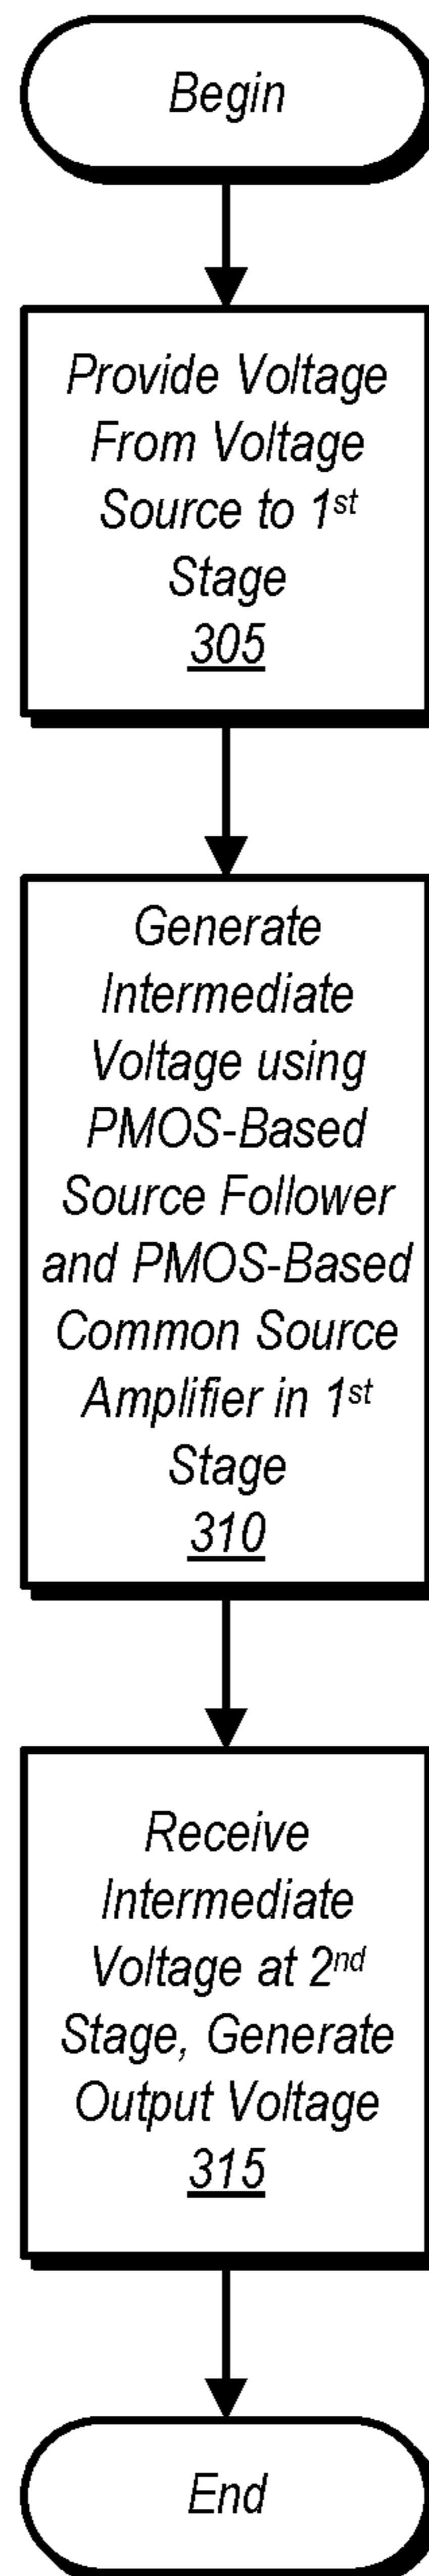 Begin
Provide Voltage
From Voltage
Source to 1st
Stage
305
Generate
Intermediate
Voltage using
PMOS-Based
Source Follower
and PMOS-Based
Common Source
Amplifier in 1st
Stage
310
Receive
Intermediate
Voltage at 2nd
Stage, Generate
Output Voltage
315
End